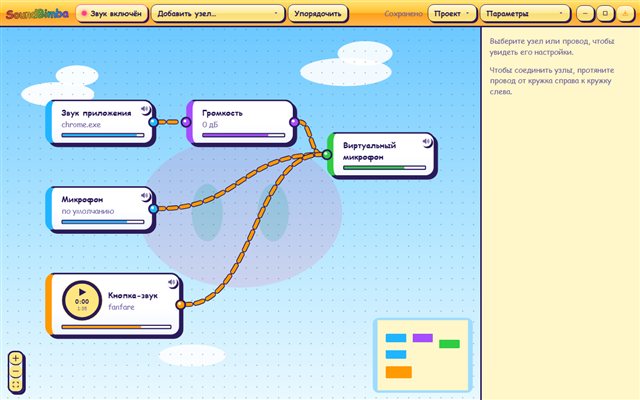 SoundBimba
Звук включён
Добавить узел...
Упорядочить
Сохранено
Проект
Параметры
Выберите узел или провод, чтобы
увидеть его настройки.
Чтобы соединить узлы, протяните
провод от кружка справа к кружку
слева.
Звук приложения
chrome.exe
Громкость
0 дБ
Виртуальный
микрофон
Микрофон
по умолчанию
0:00
1:35
Кнопка-звук
fanfare